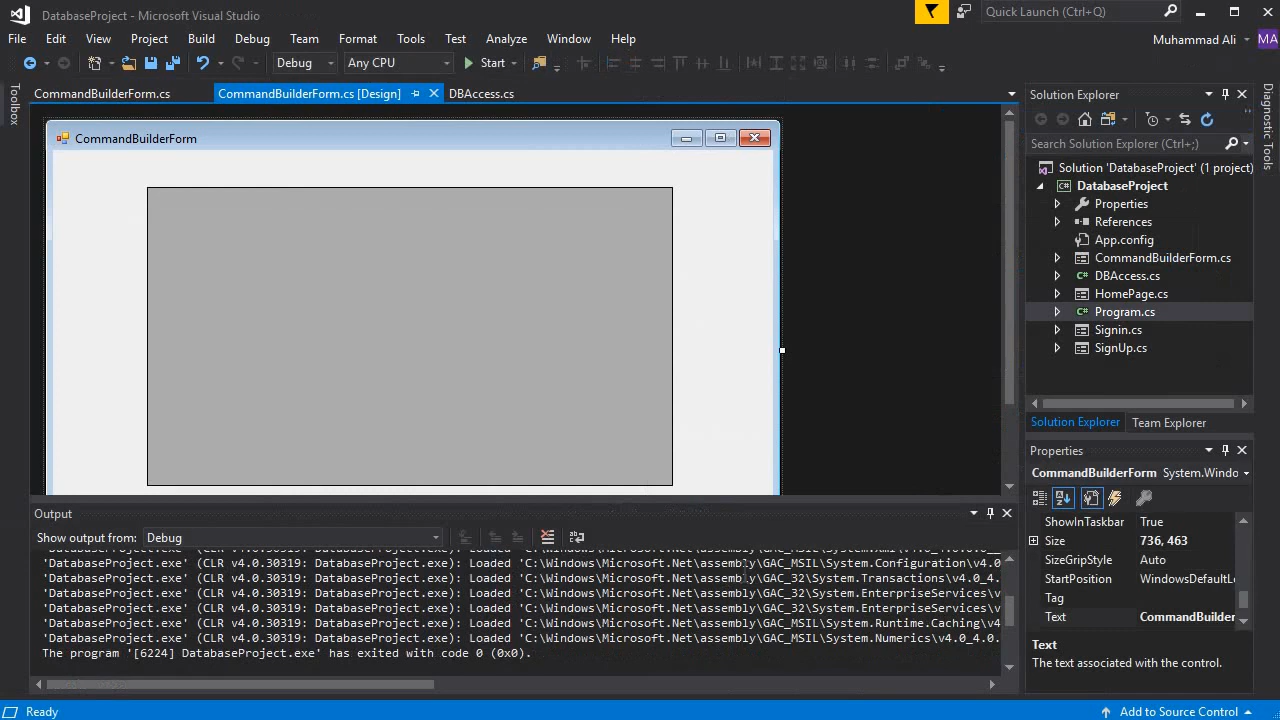 DatabaseProject - Microsoft Visual Studio
Quick Launch (Ctrl+Q)
File Edit View Project Build Debug Team Format Tools Test Analyze Window Help
Muhammad Ali MA
Debug Any CPU Start
Toolbox
CommandBuilderForm.cs CommandBuilderForm.cs [Design] DBAccess.cs
CommandBuilderForm
Solution Explorer
Search Solution Explorer (Ctrl+;)
Solution 'DatabaseProject' (1 project)
DatabaseProject
Properties
References
App.config
CommandBuilderForm.cs
DBAccess.cs
HomePage.cs
Program.cs
Signin.cs
SignUp.cs
Solution Explorer Team Explorer
Diagnostic Tools
Properties
CommandBuilderForm System.Windo
ShowInTaskbar True
Size 736, 463
SizeGripStyle Auto
StartPosition WindowsDefaultLo
Tag
Text CommandBuilder
Text
The text associated with the control.
Output
Show output from: Debug
'DatabaseProject.exe' (CLR v4.0.30319: DatabaseProject.exe): Loaded 'C:\Windows\Microsoft.Net\assembly\GAC_MSIL\System.Configuration\v4.0
'DatabaseProject.exe' (CLR v4.0.30319: DatabaseProject.exe): Loaded 'C:\Windows\Microsoft.Net\assembly\GAC_32\System.Transactions\v4.0_4.
'DatabaseProject.exe' (CLR v4.0.30319: DatabaseProject.exe): Loaded 'C:\Windows\Microsoft.Net\assembly\GAC_32\System.EnterpriseServices\v
'DatabaseProject.exe' (CLR v4.0.30319: DatabaseProject.exe): Loaded 'C:\Windows\Microsoft.Net\assembly\GAC_32\System.EnterpriseServices\v
'DatabaseProject.exe' (CLR v4.0.30319: DatabaseProject.exe): Loaded 'C:\Windows\Microsoft.Net\assembly\GAC_MSIL\System.Runtime.Caching\v4
'DatabaseProject.exe' (CLR v4.0.30319: DatabaseProject.exe): Loaded 'C:\Windows\Microsoft.Net\assembly\GAC_MSIL\System.Numerics\v4.0_4.0.
The program '[6224] DatabaseProject.exe' has exited with code 0 (0x0).
Ready
Add to Source Control